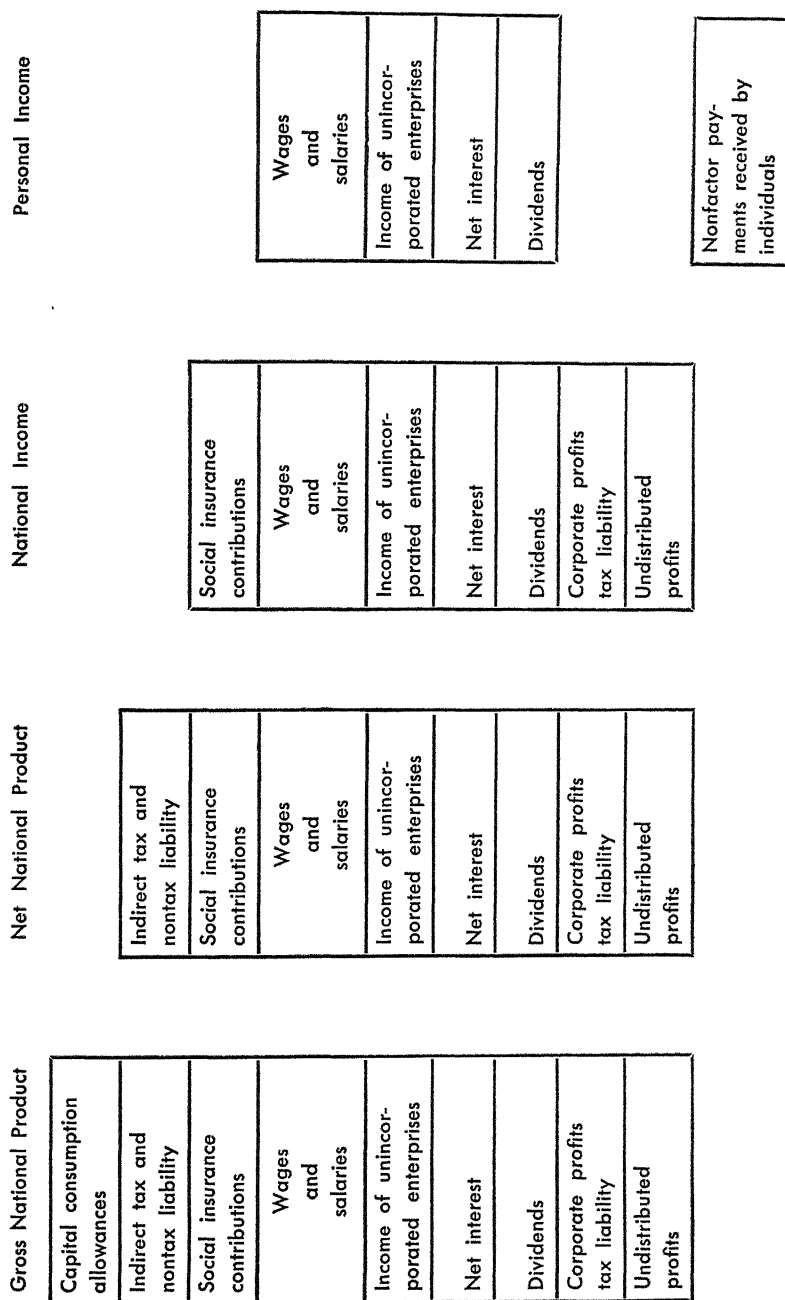 Gross National Product
Capital consumption
allowances
Indirect tax and
nontax liability
Social insurance
contributions
Wages
and
salaries
Income of unincor-
porated enterprises
Net interest
Dividends
Corporate profits
tax liability
Undistributed
profits
Net National Product
Indirect tax and
nontax liability
Social insurance
contributions
Wages
and
salaries
Income of unincor-
porated enterprises
Net interest
Dividends
Corporate profits
tax liability
Undistributed
profits
National Income
Social insurance
contributions
Wages
and
salaries
Income of unincor-
porated enterprises
Net interest
Dividends
Corporate profits
tax liability
Undistributed
profits
Personal Income
Wages
and
salaries
Income of unincor-
porated enterprises
Net interest
Dividends
Nonfactor pay-
ments received by
individuals